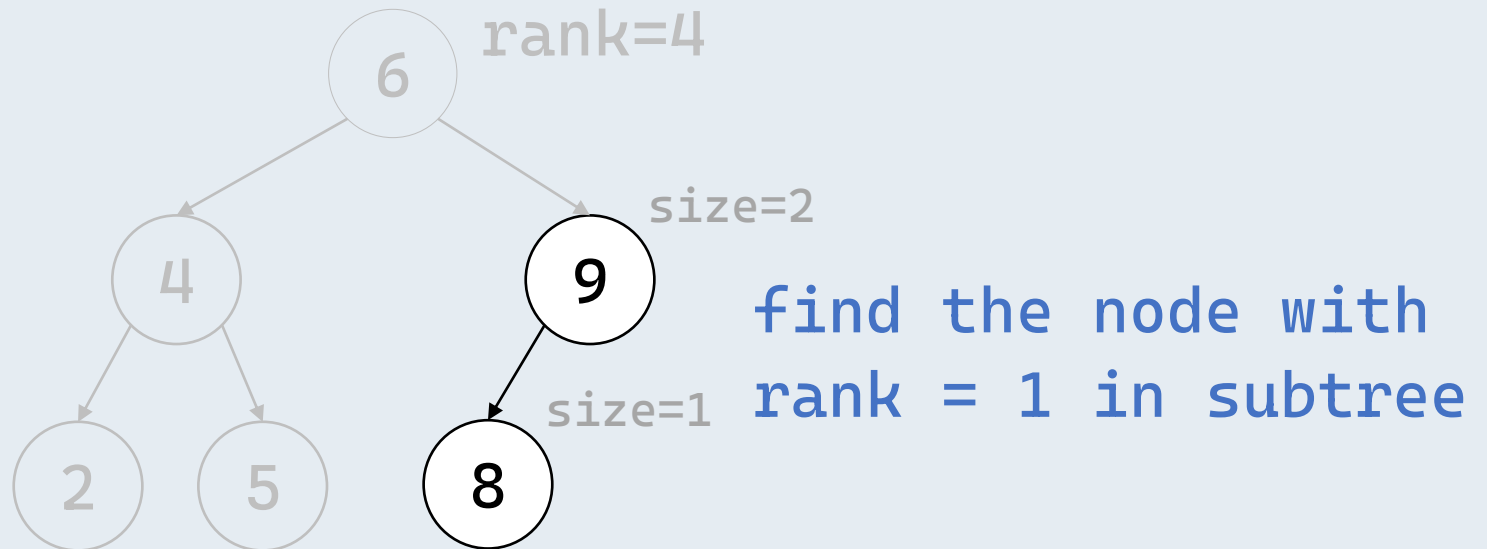 6 rank=4
size=2
4 9
find the node with
size=1 rank = 1 in subtree
2 5 8